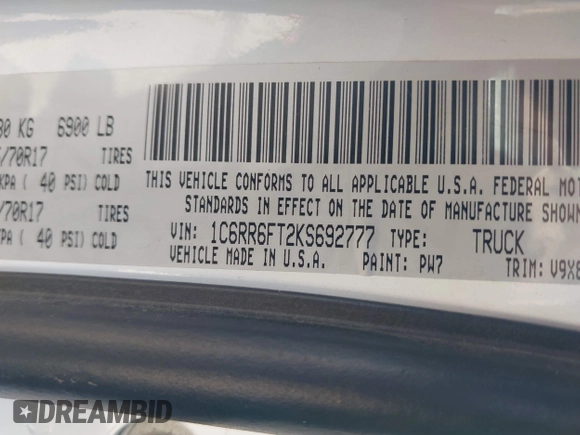 80 KG 6900 LB
/70R17 TIRES
KPA ( 40 PSI) COLD
/70R17 TIRES
KPA ( 40 PSI) COLD
THIS VEHICLE CONFORMS TO ALL APPLICABLE U.S.A. FEDERAL MOT
STANDARDS IN EFFECT ON THE DATE OF MANUFACTURE SHOWN
VIN: 1C6RR6FT2KS692777 TYPE: TRUCK
VEHICLE MADE IN U.S.A. PAINT: PW7 TRIM: V9X8
DREAMBID